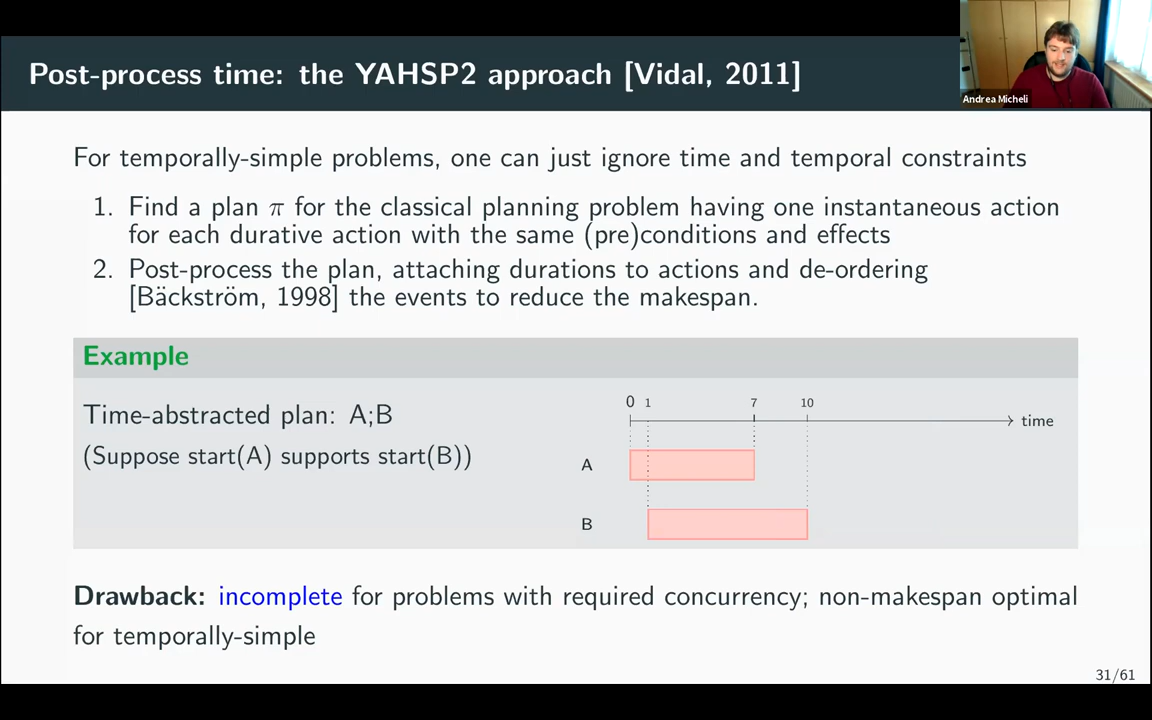 Post-process time: the YAHSP2 approach [Vidal, 2011]
Andrea Micheli
For temporally-simple problems, one can just ignore time and temporal constraints
1. Find a plan π for the classical planning problem having one instantaneous action
for each durative action with the same (pre)conditions and effects
2. Post-process the plan, attaching durations to actions and de-ordering
[Bäckström, 1998] the events to reduce the makespan.
Example
Time-abstracted plan: A;B
(Suppose start(A) supports start(B))
0 1 7 10
time
A
B
Drawback: incomplete for problems with required concurrency; non-makespan optimal
for temporally-simple
31/61